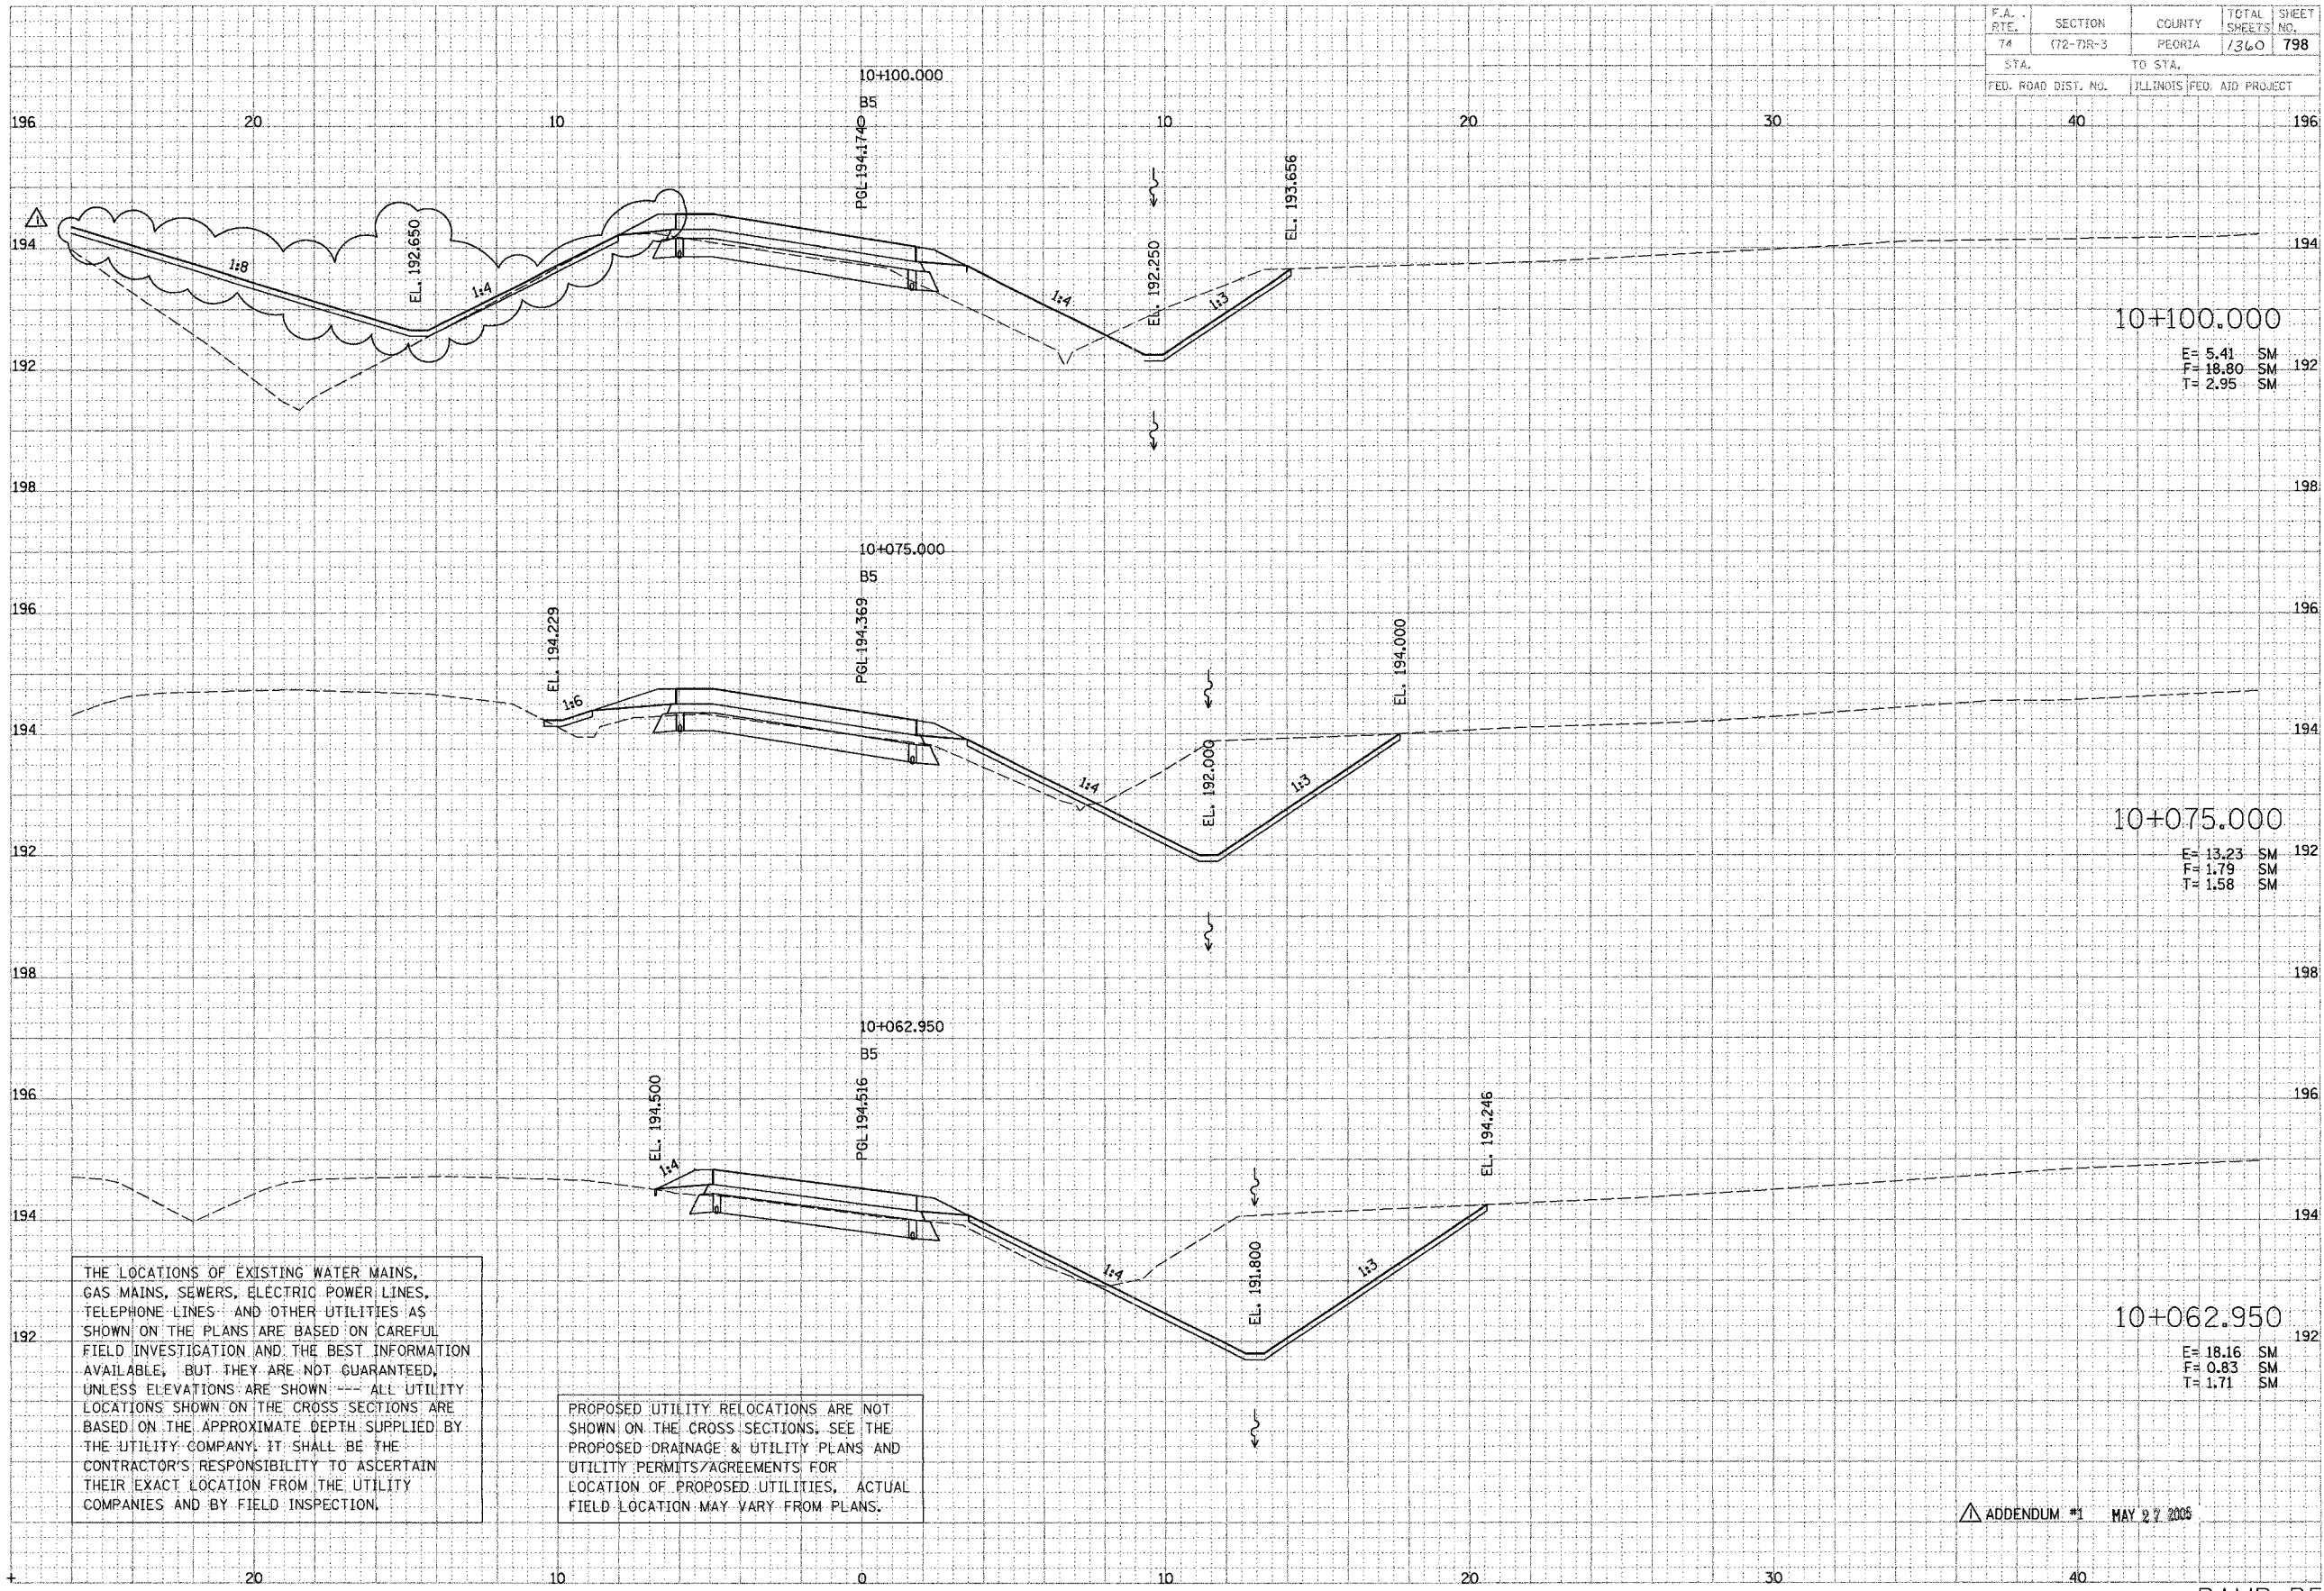 F.A. RTE. SECTION COUNTY TOTAL SHEETS SHEET NO.
74 (72-7)R-3 PEORIA 1360 798
STA. TO STA.
FED. ROAD DIST. NO. ILLINOIS FED. AID PROJECT
10+100.000
B5
196 20 10 0 10 20 30 40 196
PGL 194.174
EL. 193.656
EL. 192.650
EL. 192.250
194 194
1:8
1:4
1:4
1:3
10+100.000
E= 5.41 SM
F= 18.80 SM
T= 2.95 SM
192 192
198 198
10+075.000
B5
196 196
EL. 194.229
PGL 194.369
EL. 194.000
1:6
194 194
EL. 192.000
1:4
1:3
10+075.000
E= 13.23 SM
F= 1.79 SM
T= 1.58 SM
192 192
198 198
10+062.950
B5
196 196
EL. 194.500
PGL 194.516
EL. 194.246
1:4
194 194
EL. 191.800
1:4
1:3
10+062.950
192 192
E= 18.16 SM
F= 0.83 SM
T= 1.71 SM
THE LOCATIONS OF EXISTING WATER MAINS,
GAS MAINS, SEWERS, ELECTRIC POWER LINES,
TELEPHONE LINES AND OTHER UTILITIES AS
SHOWN ON THE PLANS ARE BASED ON CAREFUL
FIELD INVESTIGATION AND THE BEST INFORMATION
AVAILABLE, BUT THEY ARE NOT GUARANTEED,
UNLESS ELEVATIONS ARE SHOWN --- ALL UTILITY
LOCATIONS SHOWN ON THE CROSS SECTIONS ARE
BASED ON THE APPROXIMATE DEPTH SUPPLIED BY
THE UTILITY COMPANY. IT SHALL BE THE
CONTRACTOR'S RESPONSIBILITY TO ASCERTAIN
THEIR EXACT LOCATION FROM THE UTILITY
COMPANIES AND BY FIELD INSPECTION.
PROPOSED UTILITY RELOCATIONS ARE NOT
SHOWN ON THE CROSS SECTIONS. SEE THE
PROPOSED DRAINAGE & UTILITY PLANS AND
UTILITY PERMITS/AGREEMENTS FOR
LOCATION OF PROPOSED UTILITIES, ACTUAL
FIELD LOCATION MAY VARY FROM PLANS.
1 ADDENDUM #1 MAY 27 2005
20 10 0 10 20 30 40